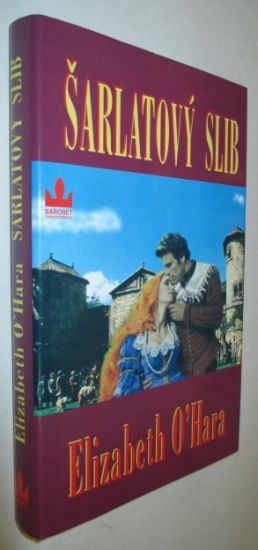 ŠARLATOVÝ SLIB
BARONET
Elizabeth O'Hara
Elizabeth O'Hara ŠARLATOVÝ SLIB